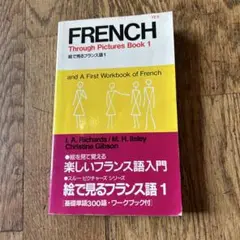 FRENCH
Through Pictures Book 1
絵で見るフランス語 1
and A First Workbook of French
I. A. Richards / M. H. Ilsley
Christine Gibson
●絵を見て覚える
楽しいフランス語入門
●スルー ピクチャーズ シリーズ
絵で見るフランス語 1
［基礎単語300語・ワークブック付］